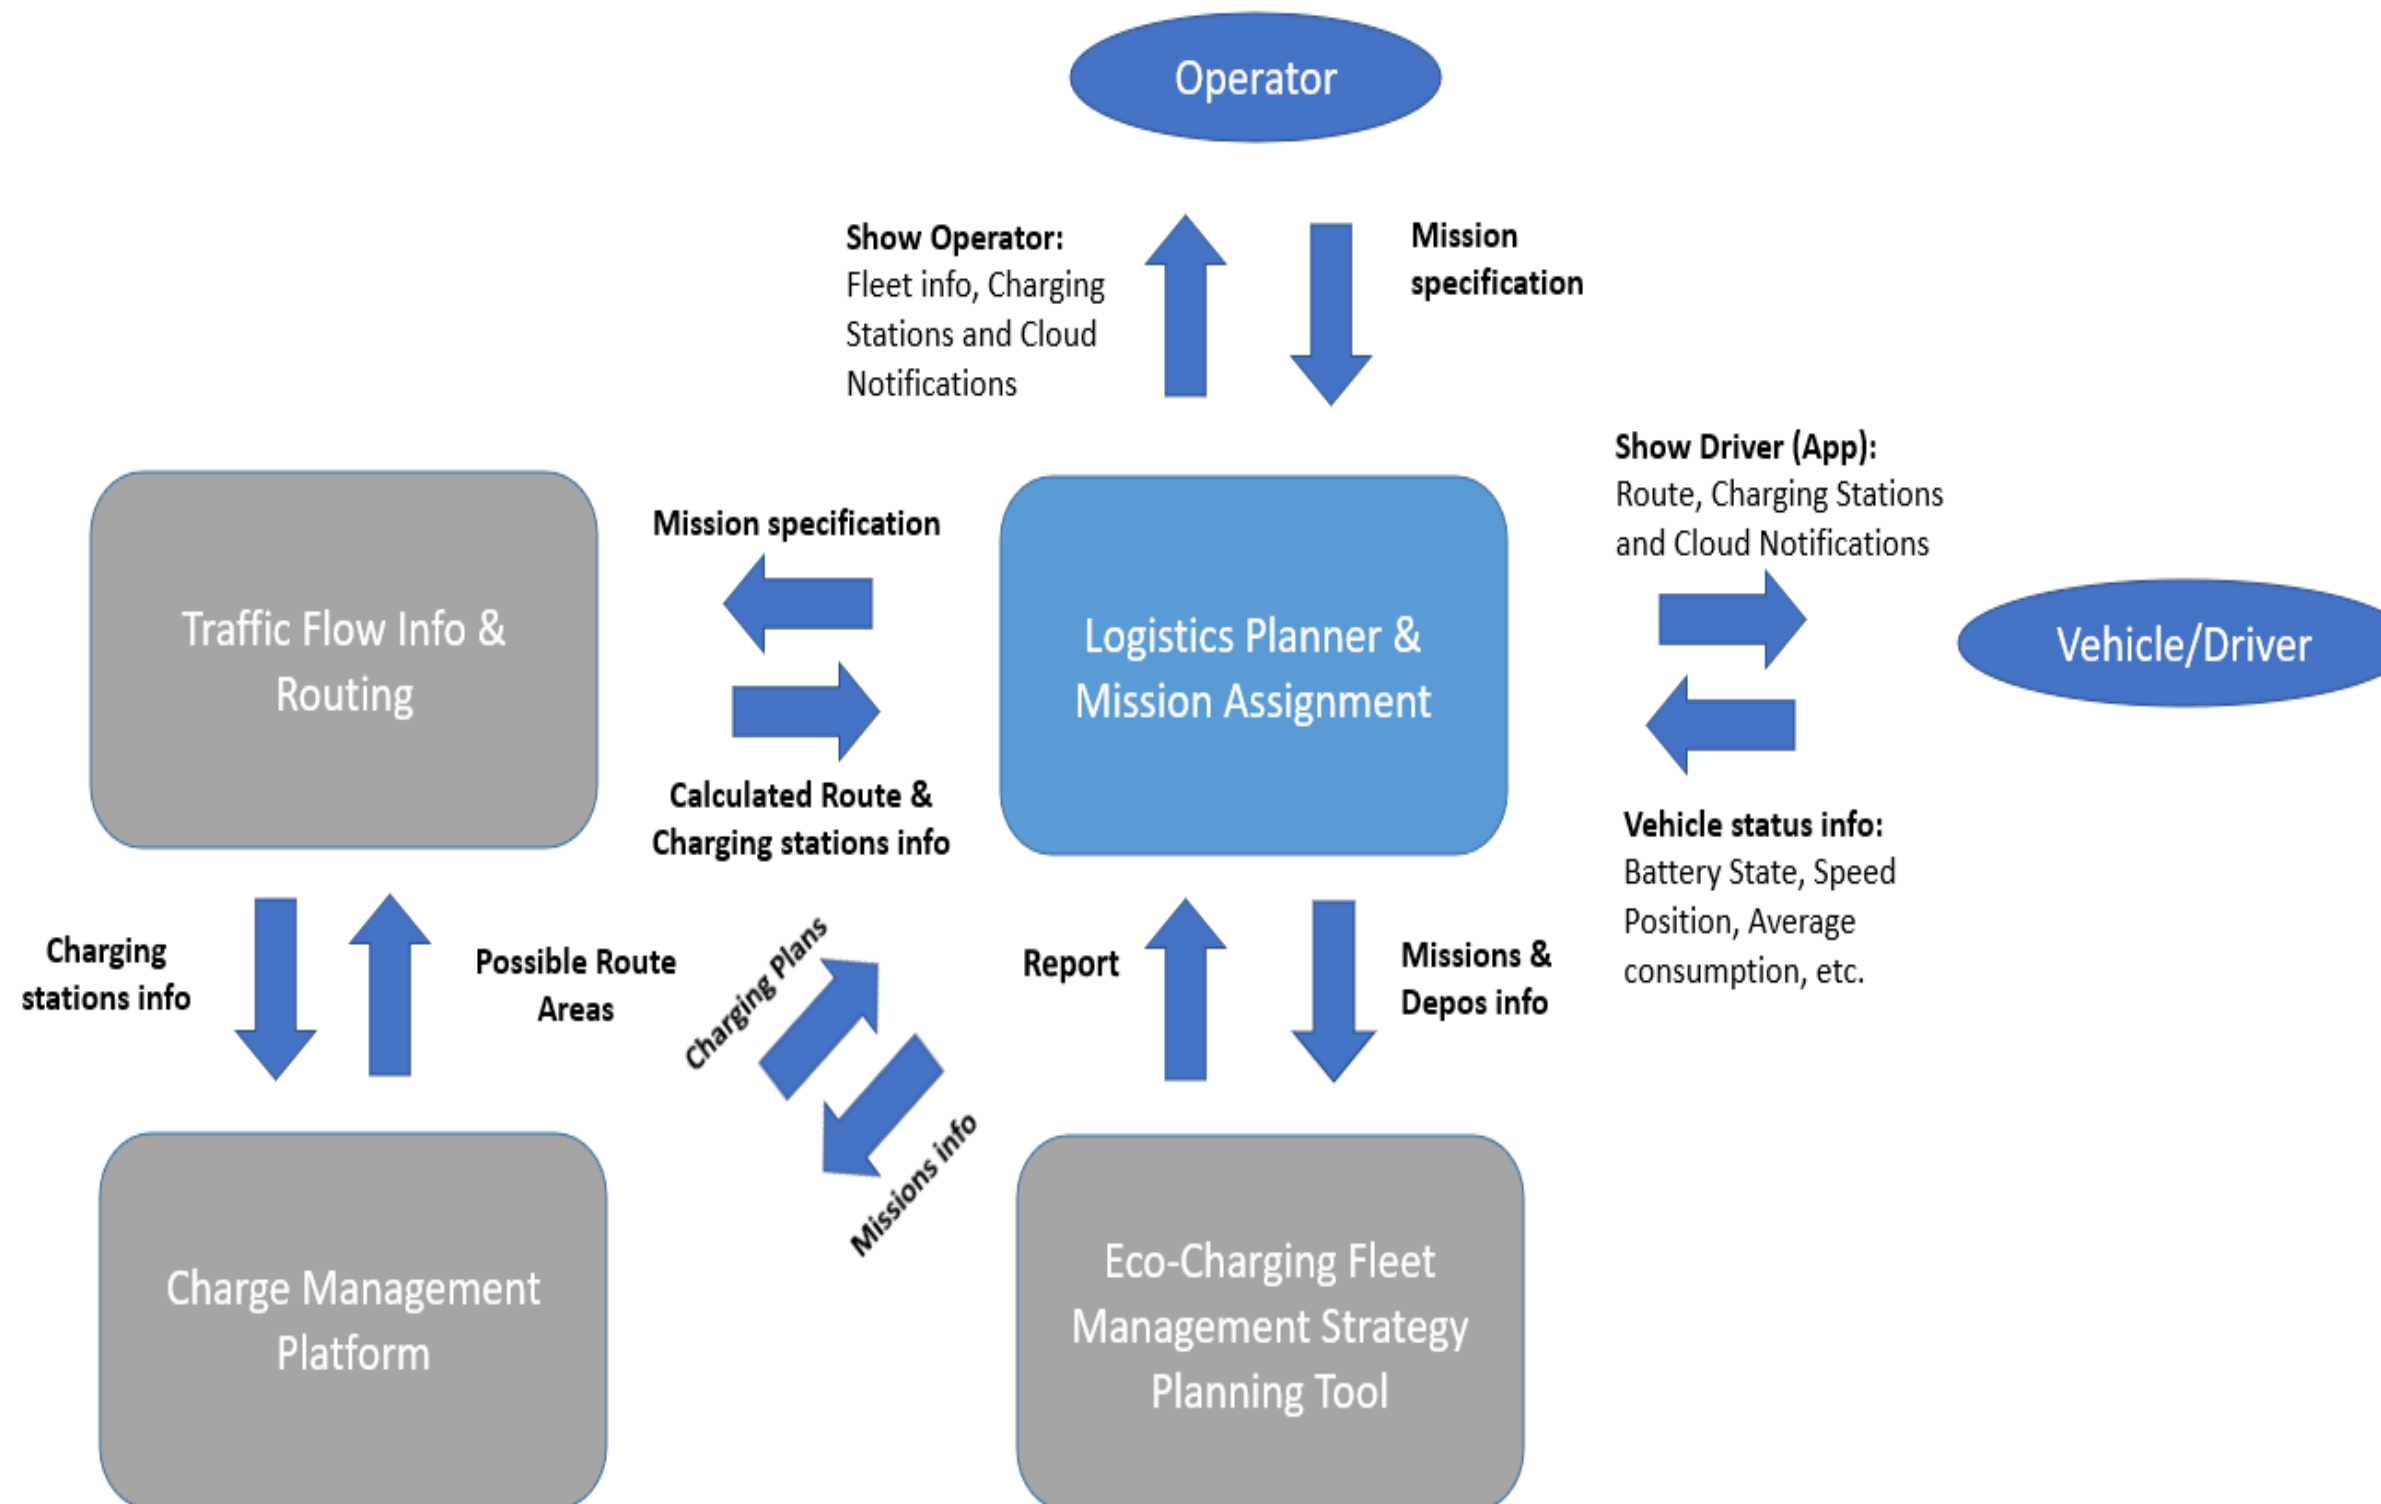 Operator
Show Operator:
Fleet info, Charging
Stations and Cloud
Notifications
Mission
specification
Show Driver (App):
Route, Charging Stations
and Cloud Notifications
Mission specification
Traffic Flow Info &
Routing
Logistics Planner &
Mission Assignment
Vehicle/Driver
Calculated Route &
Charging stations info
Vehicle status info:
Battery State, Speed
Position, Average
consumption, etc.
Charging
stations info
Possible Route
Areas
Charging Plans
Missions info
Report
Missions &
Depos info
Charge Management
Platform
Eco-Charging Fleet
Management Strategy
Planning Tool